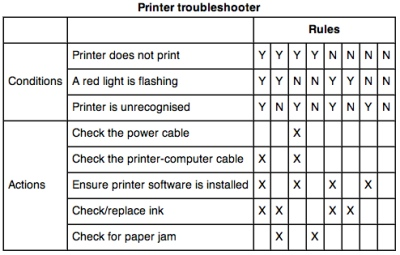 Printer troubleshooter
Rules
Conditions
Printer does not print Y Y Y Y N N N N
A red light is flashing Y Y N N Y Y N N
Printer is unrecognised Y N Y N Y N Y N
Actions
Check the power cable X
Check the printer-computer cable X X
Ensure printer software is installed X X X X
Check/replace ink X X X X
Check for paper jam X X